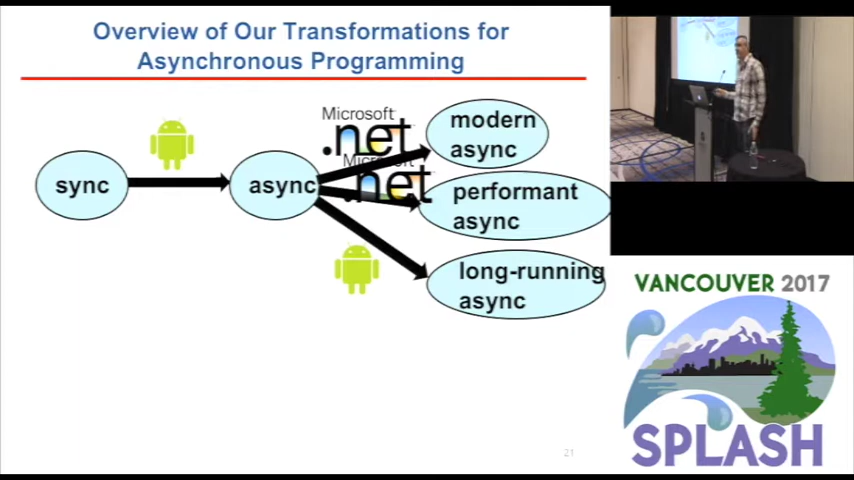 Overview of Our Transformations for
Asynchronous Programming
Microsoft
.net
Microsoft
.net
sync
async
modern
async
performant
async
long-running
async
21
VANCOUVER 2017
SPLASH